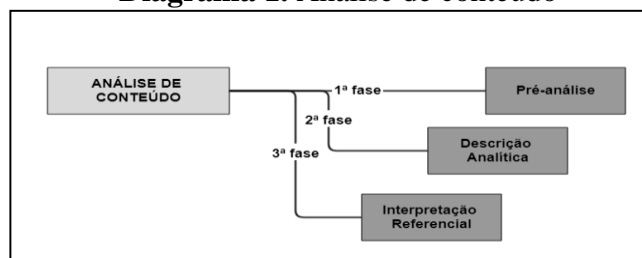 Diagrama 1: Análise de conteúdo
ANÁLISE DE
CONTEÚDO
1ª fase
Pré-análise
2ª fase
Descrição
Analítica
3ª fase
Interpretação
Referencial